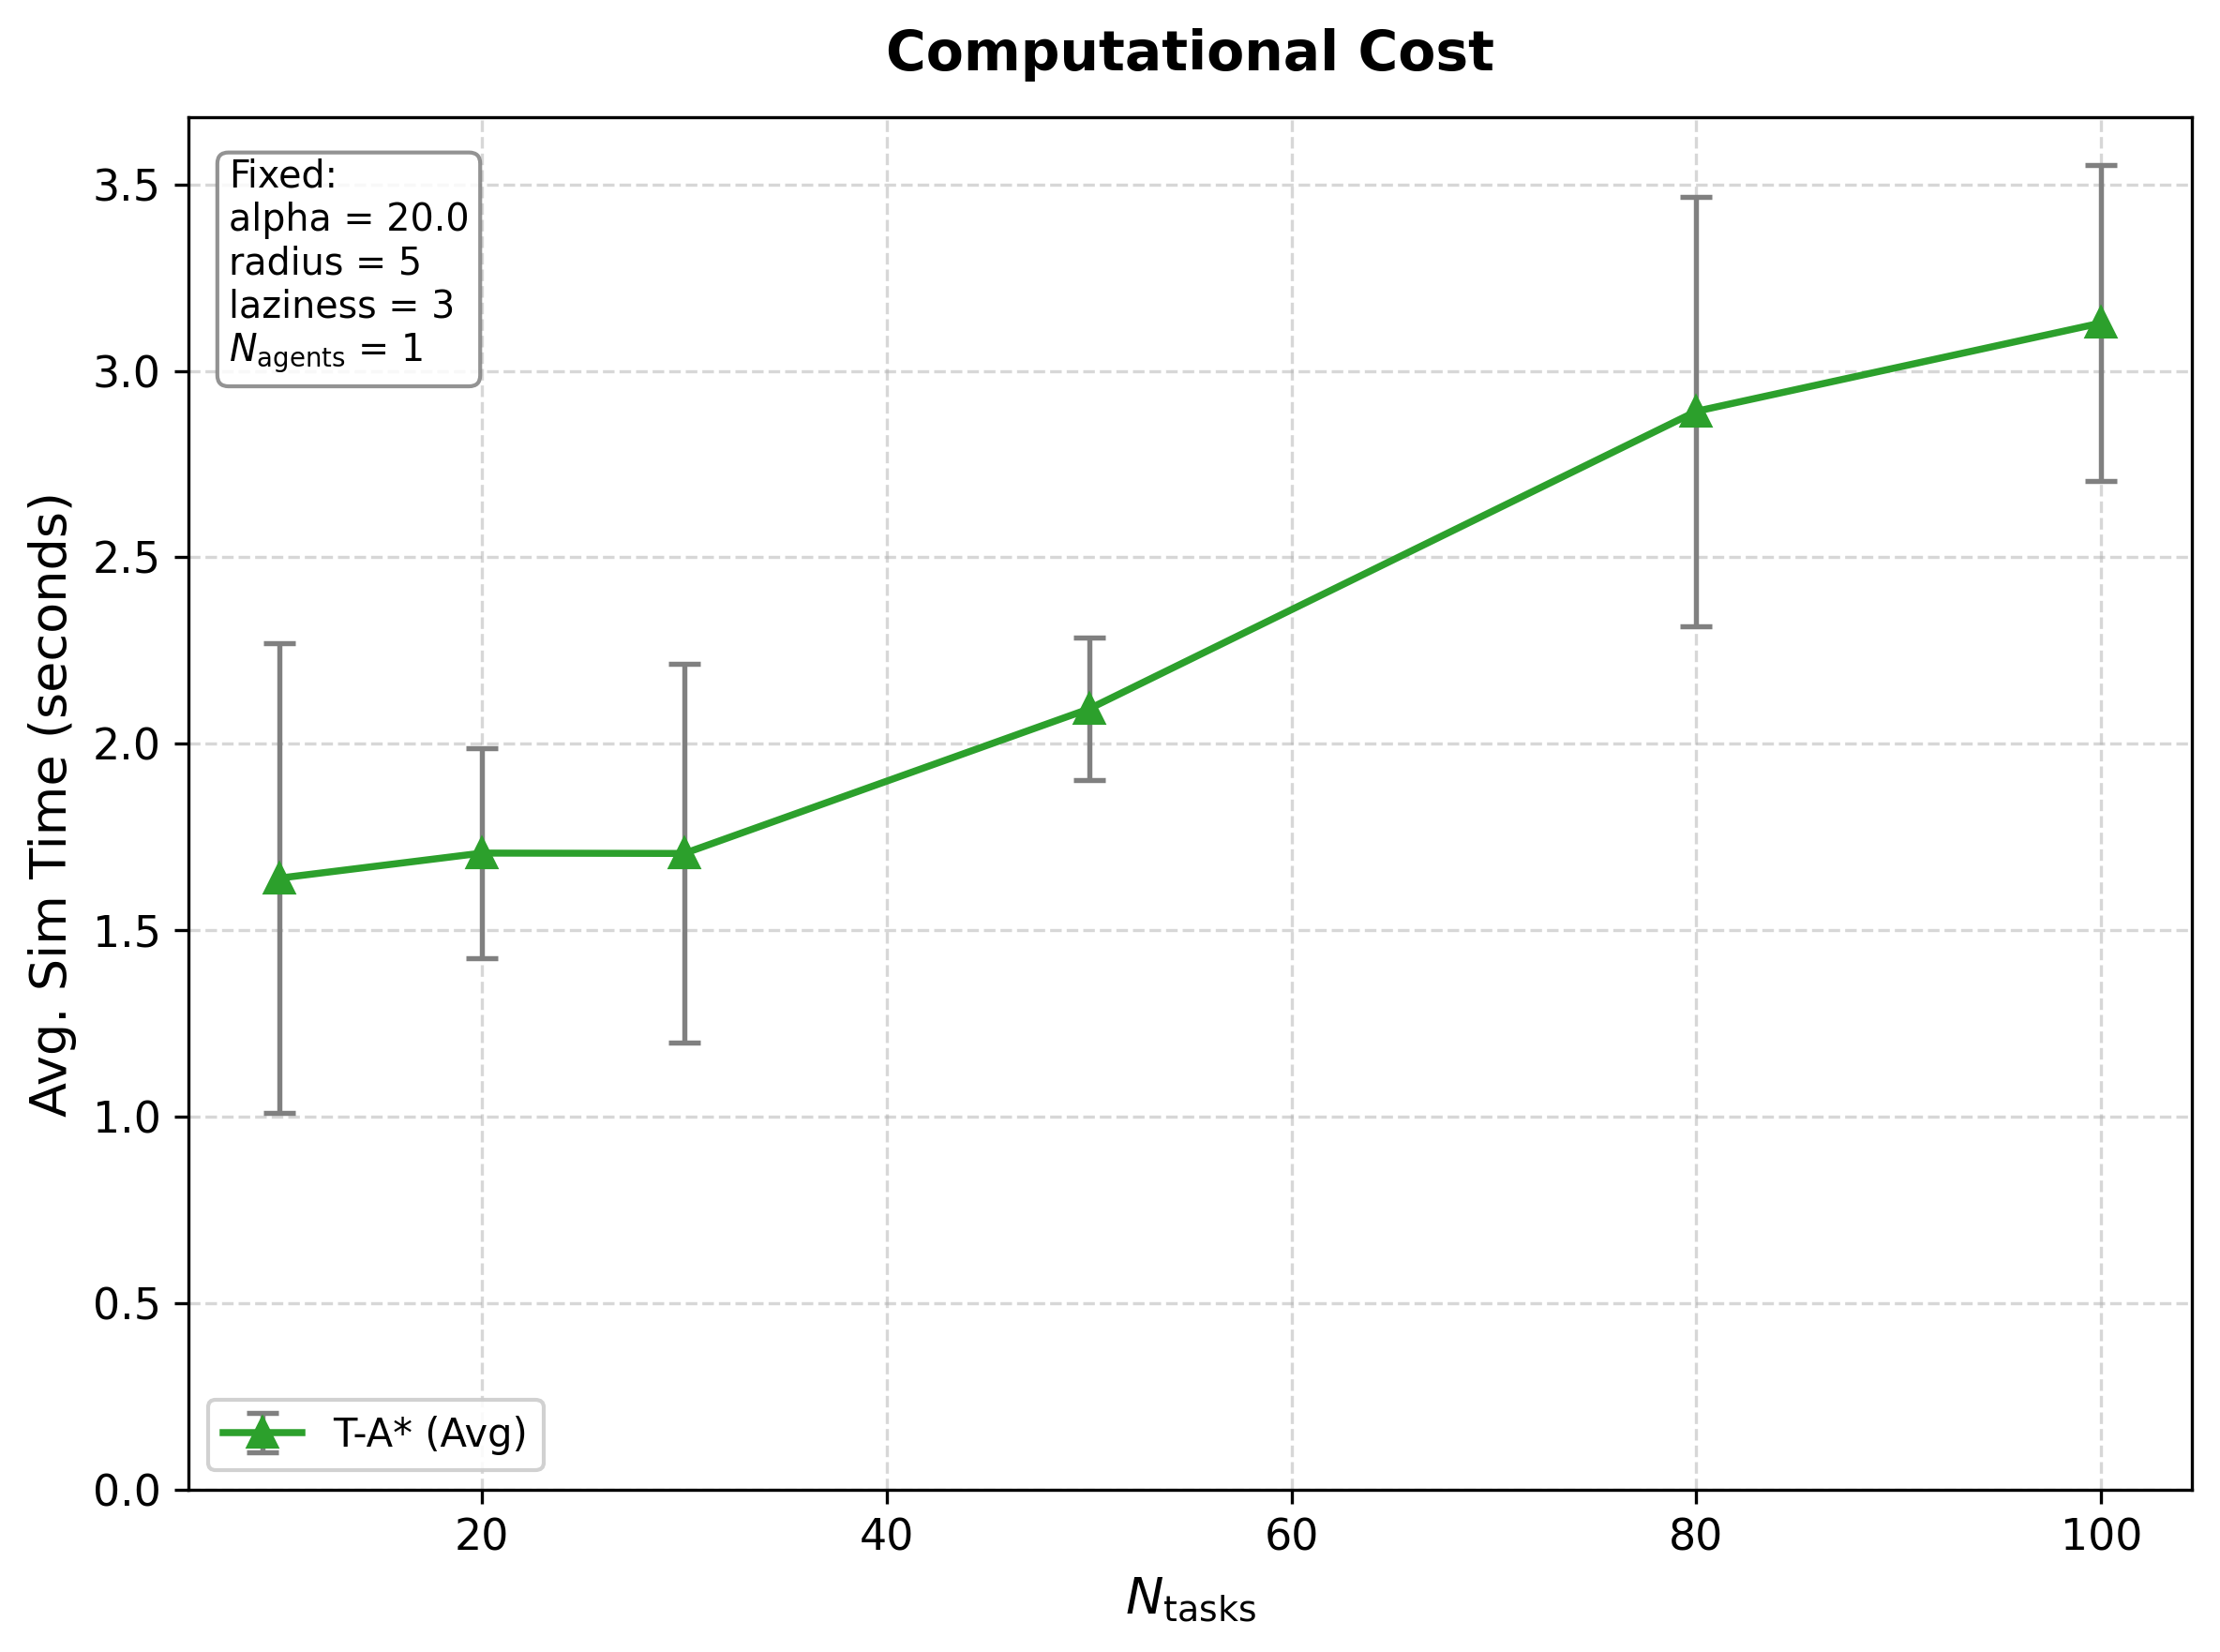 Computational Cost
Fixed:
alpha = 20.0
radius = 5
laziness = 3
N_agents = 1
3.5
3.0
2.5
2.0
1.5
1.0
0.5
0.0
Avg. Sim Time (seconds)
T-A* (Avg)
20 40 60 80 100
N_tasks